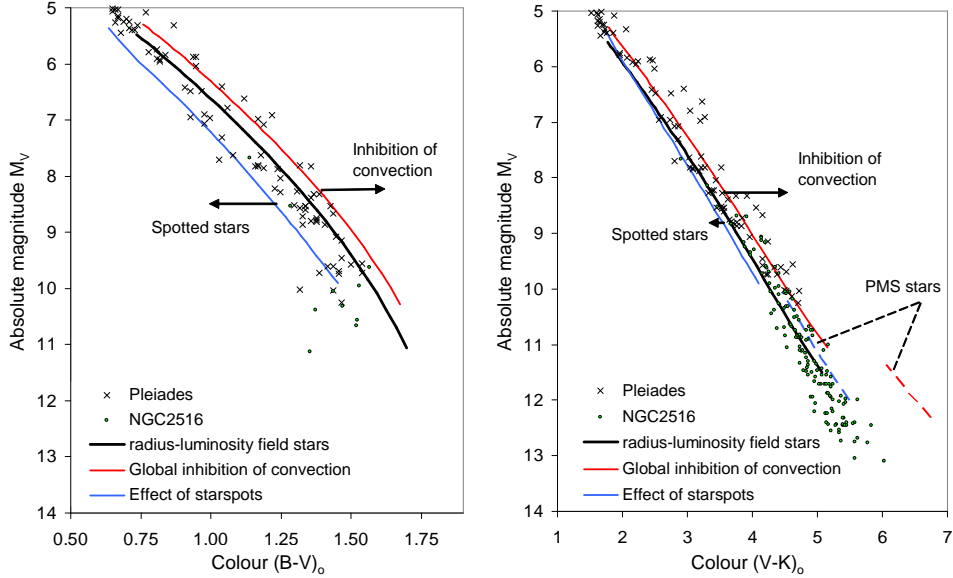 5
6
7
8
9
10
11
12
13
14
0.50 0.75 1.00 1.25 1.50 1.75
Absolute magnitude M_V
Colour (B-V)_o
Inhibition of
convection
Spotted stars
Pleiades
NGC2516
radius-luminosity field stars
Global inhibition of convection
Effect of starspots
5
6
7
8
9
10
11
12
13
14
1 2 3 4 5 6 7
Absolute magnitude M_V
Colour (V-K)_o
Inhibition of
convection
Spotted stars
PMS stars
Pleiades
NGC2516
radius-luminosity field stars
Global inhibition of convection
Effect of starspots